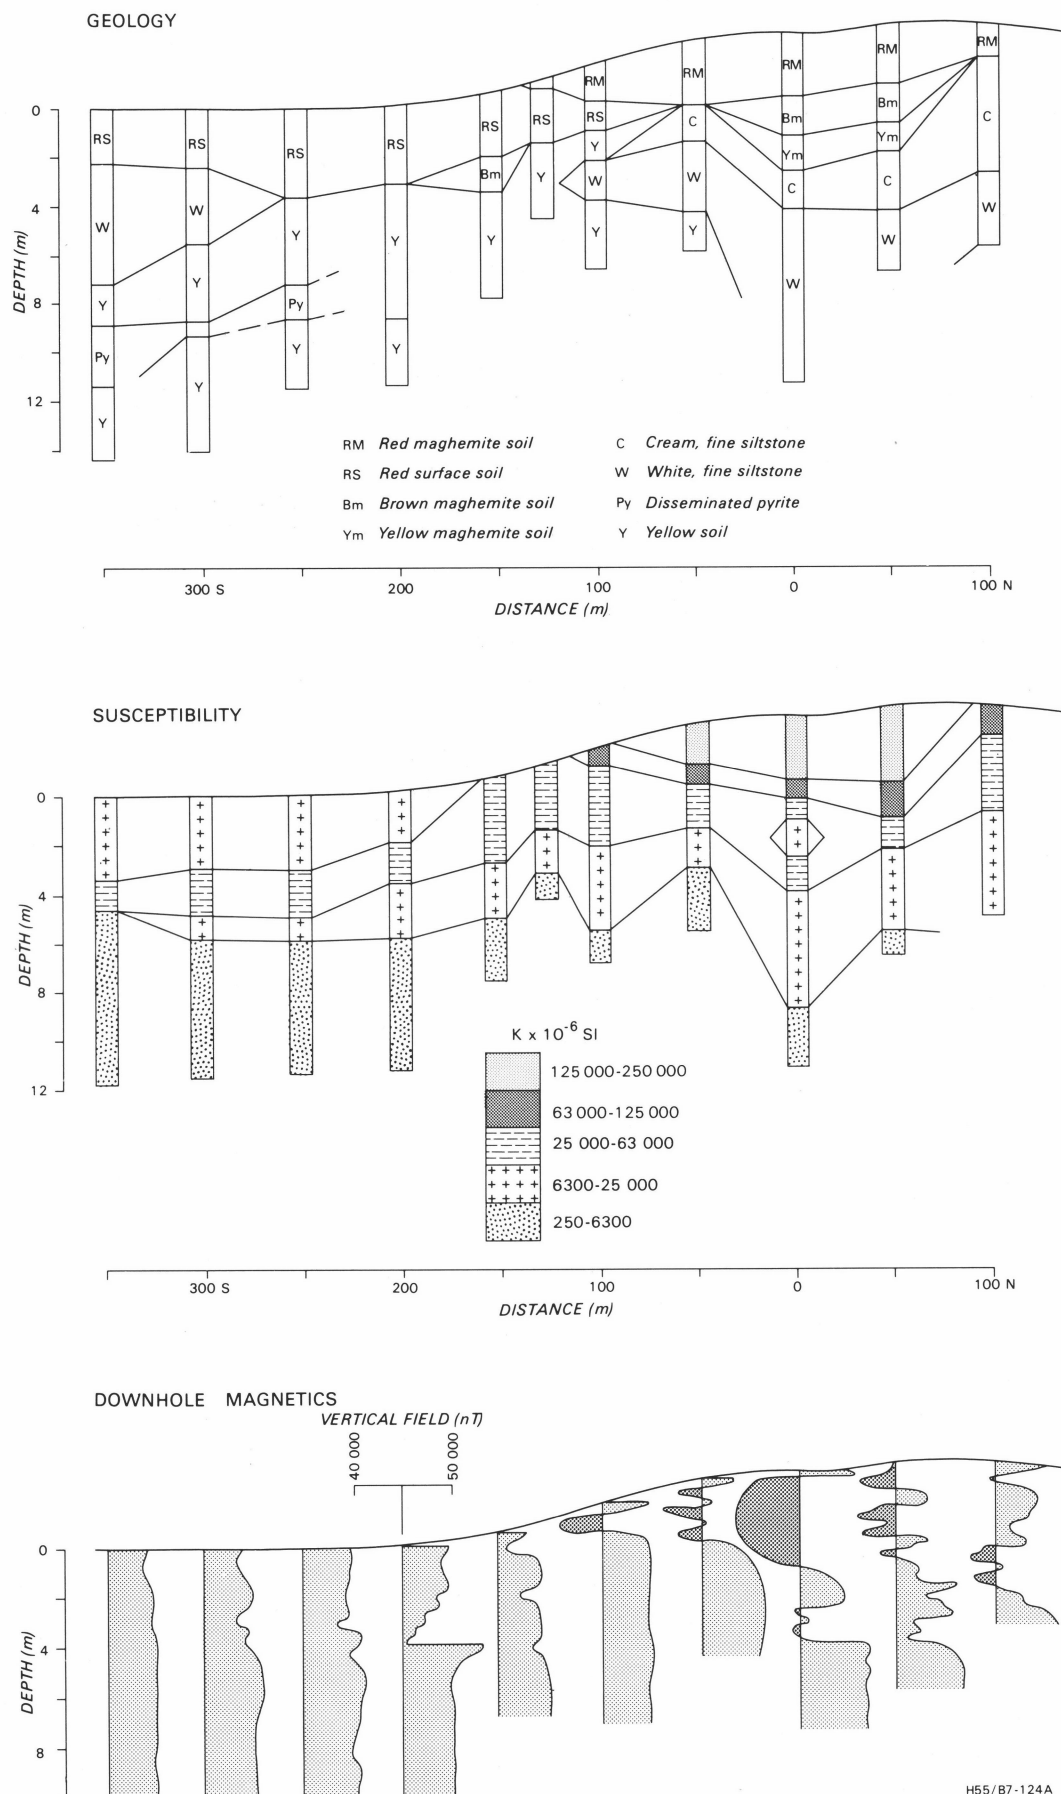 GEOLOGY
RM RM RM RM RM
RS RS RS RS RS RS RS Bm Bm C
Bm Y Y C Ym Ym
W W Y Y Y W W C C W
Y Y Py Y Y W W
Py Y Y
Y
0
4
8
12
DEPTH (m)
RM Red maghemite soil
RS Red surface soil
Bm Brown maghemite soil
Ym Yellow maghemite soil
C Cream, fine siltstone
W White, fine siltstone
Py Disseminated pyrite
Y Yellow soil
300 S 200 100 0 100 N
DISTANCE (m)
SUSCEPTIBILITY
0
4
8
12
DEPTH (m)
K x 10⁻⁶ SI
125 000-250 000
63 000-125 000
25 000-63 000
6300-25 000
250-6300
300 S 200 100 0 100 N
DISTANCE (m)
DOWNHOLE MAGNETICS
VERTICAL FIELD (nT)
40 000 50 000
0
4
8
DEPTH (m)
H55/B7-124A